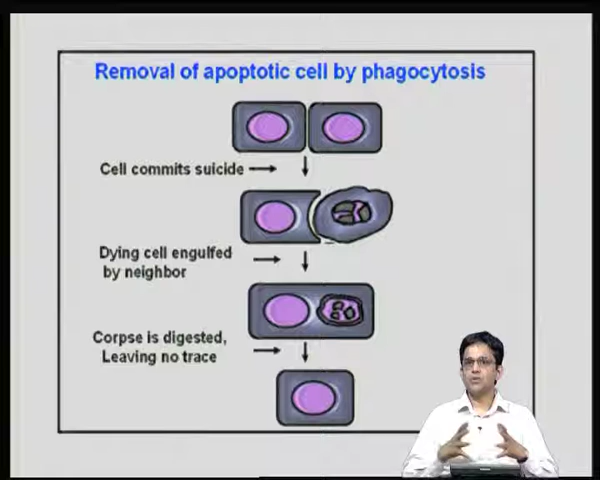 Removal of apoptotic cell by phagocytosis
Cell commits suicide
Dying cell engulfed
by neighbor
Corpse is digested,
Leaving no trace